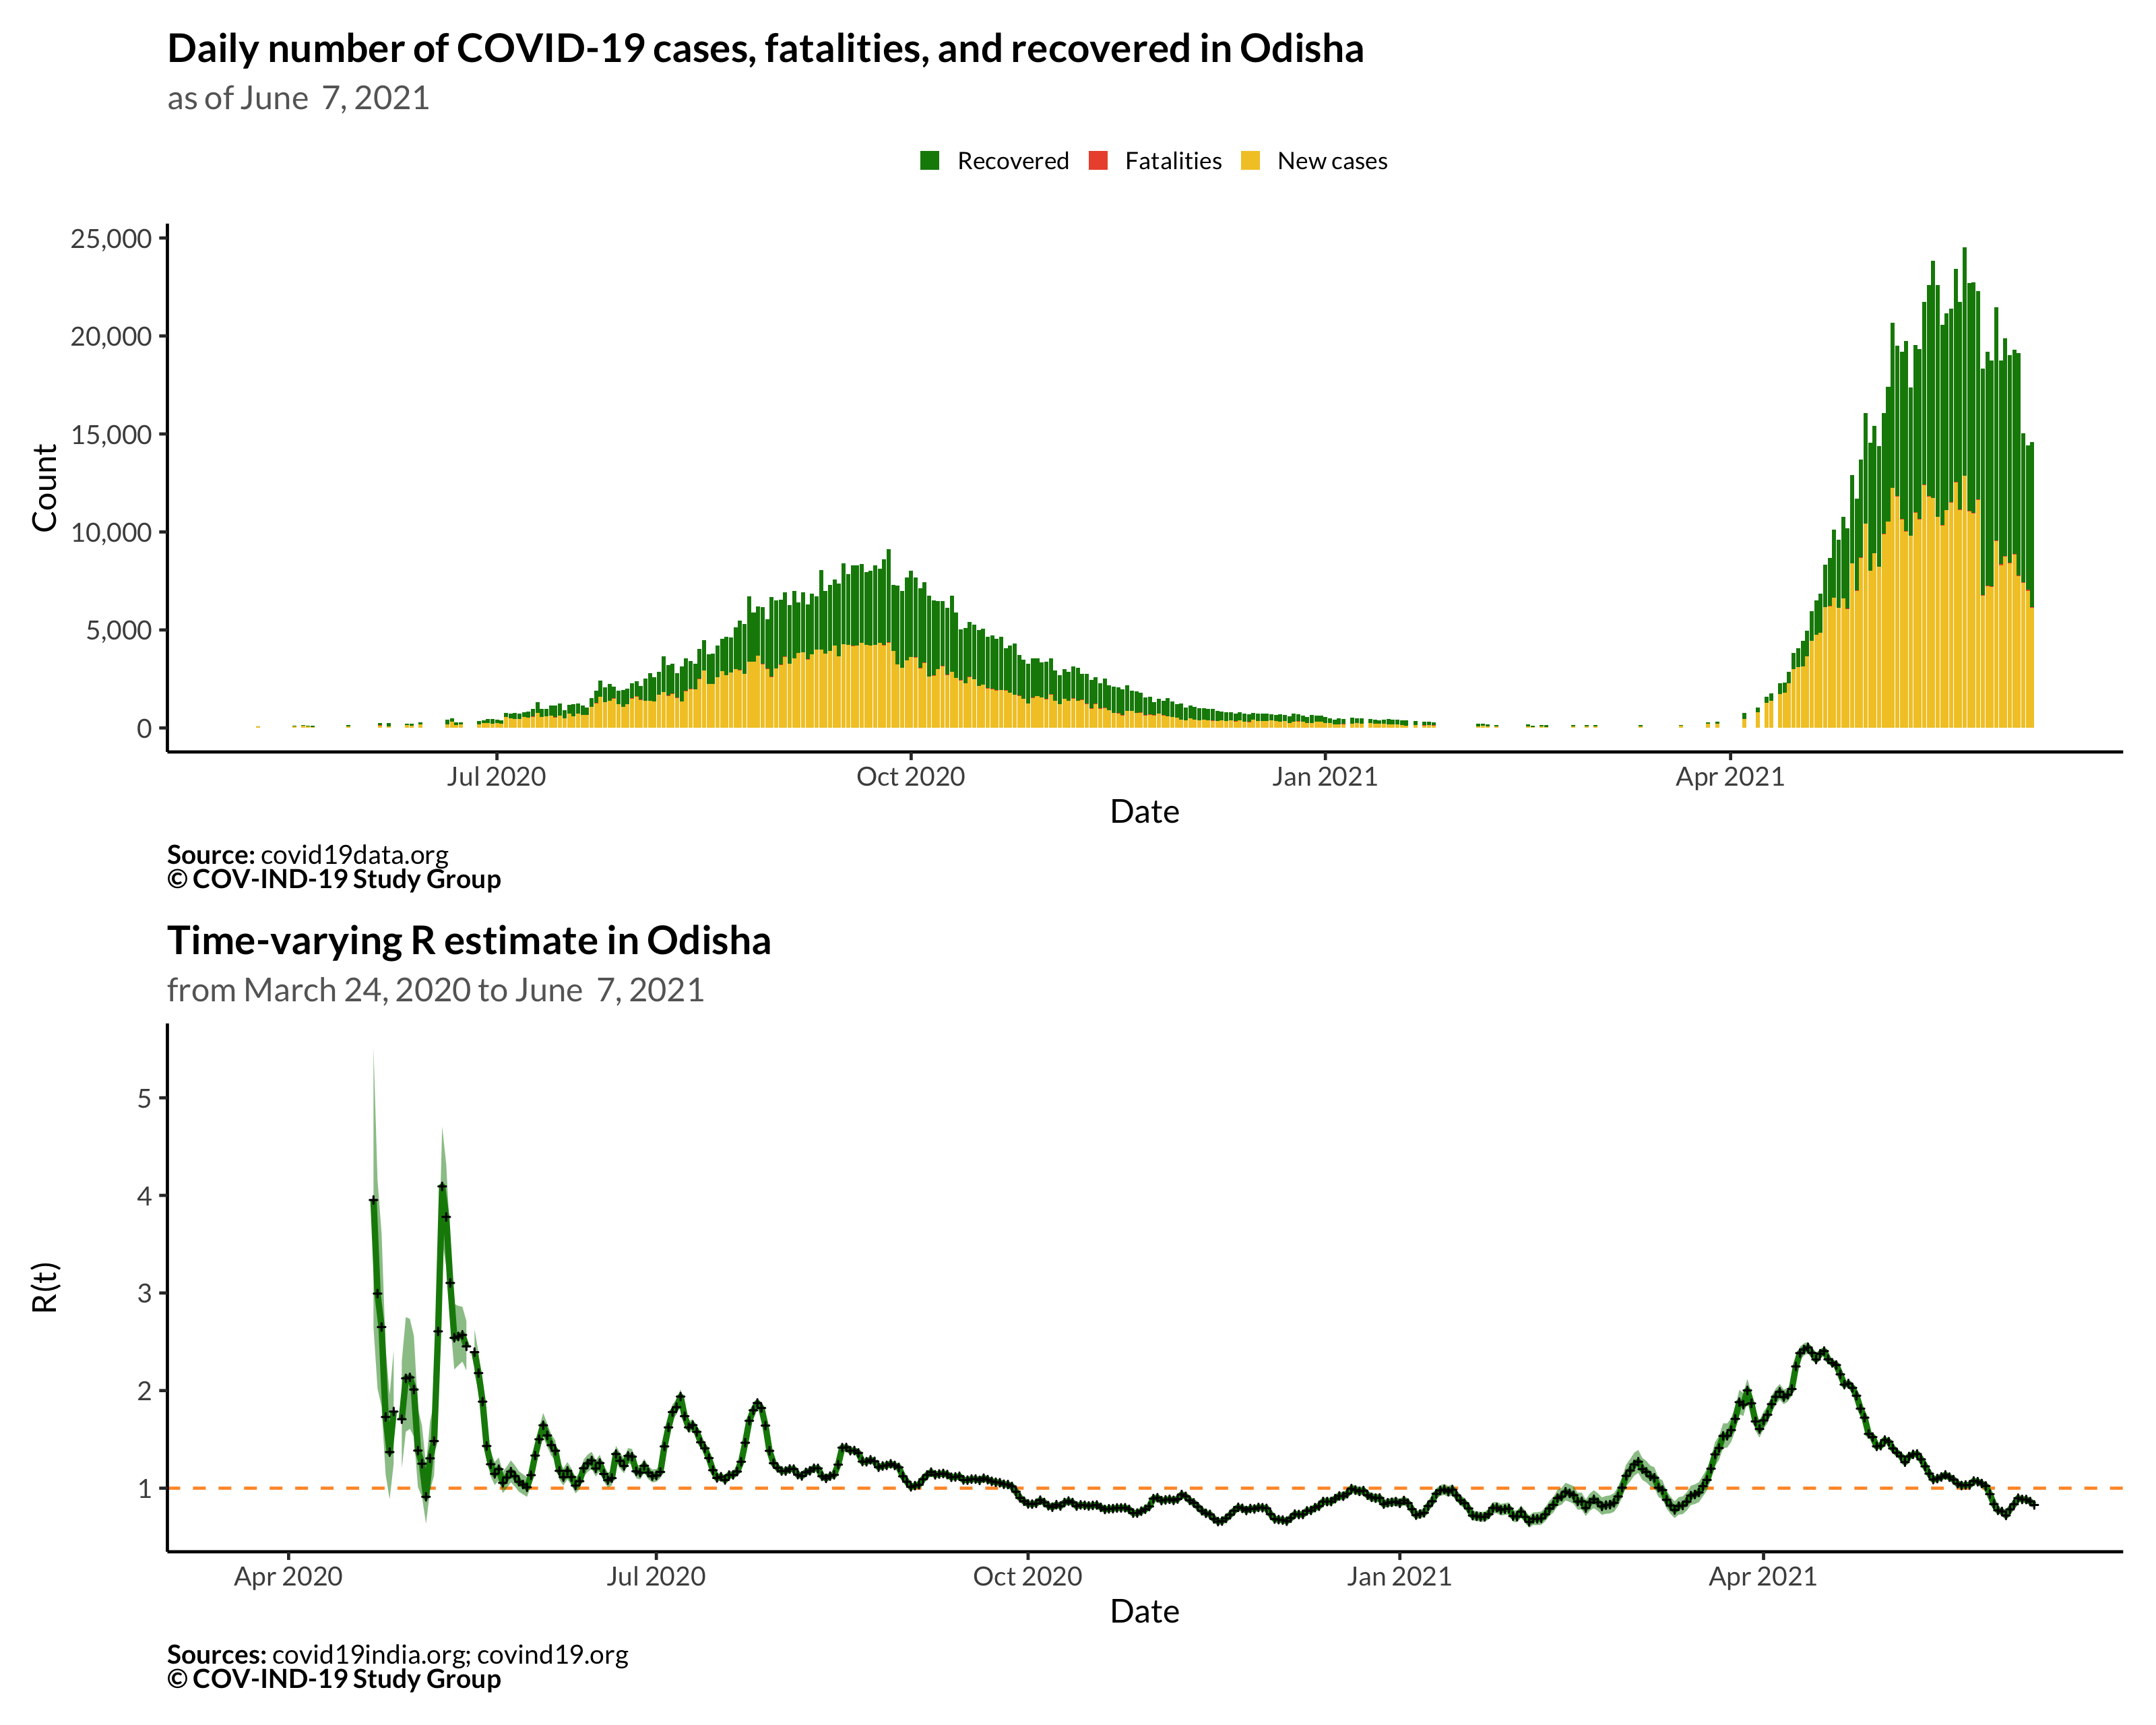 Daily number of COVID-19 cases, fatalities, and recovered in Odisha
as of June  7, 2021
Recovered Fatalities New cases
25,000
20,000
15,000
10,000
5,000
0
Count
Jul 2020 Oct 2020 Jan 2021 Apr 2021
Date
Source: covid19data.org
© COV-IND-19 Study Group
Time-varying R estimate in Odisha
from March 24, 2020 to June  7, 2021
5
4
3
2
1
R(t)
Apr 2020 Jul 2020 Oct 2020 Jan 2021 Apr 2021
Date
Sources: covid19india.org; covind19.org
© COV-IND-19 Study Group